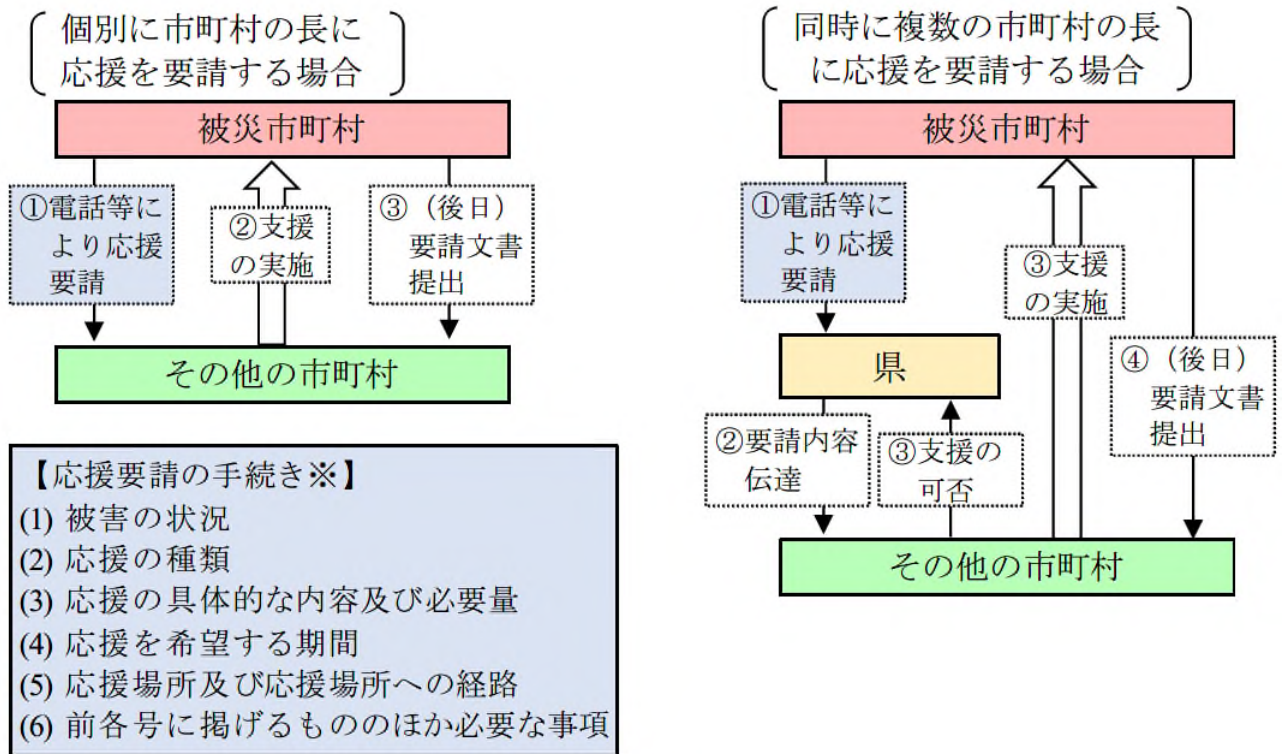 個別に市町村の長に
応援を要請する場合
被災市町村
①電話等に
より応援
要請
②支援
の実施
③（後日）
要請文書
提出
その他の市町村
【応援要請の手続き※】
(1) 被害の状況
(2) 応援の種類
(3) 応援の具体的な内容及び必要量
(4) 応援を希望する期間
(5) 応援場所及び応援場所への経路
(6) 前各号に掲げるもののほか必要な事項
同時に複数の市町村の長
に応援を要請する場合
被災市町村
①電話等に
より応援
要請
県
②要請内容
伝達
③支援の
可否
③支援
の実施
④（後日）
要請文書
提出
その他の市町村